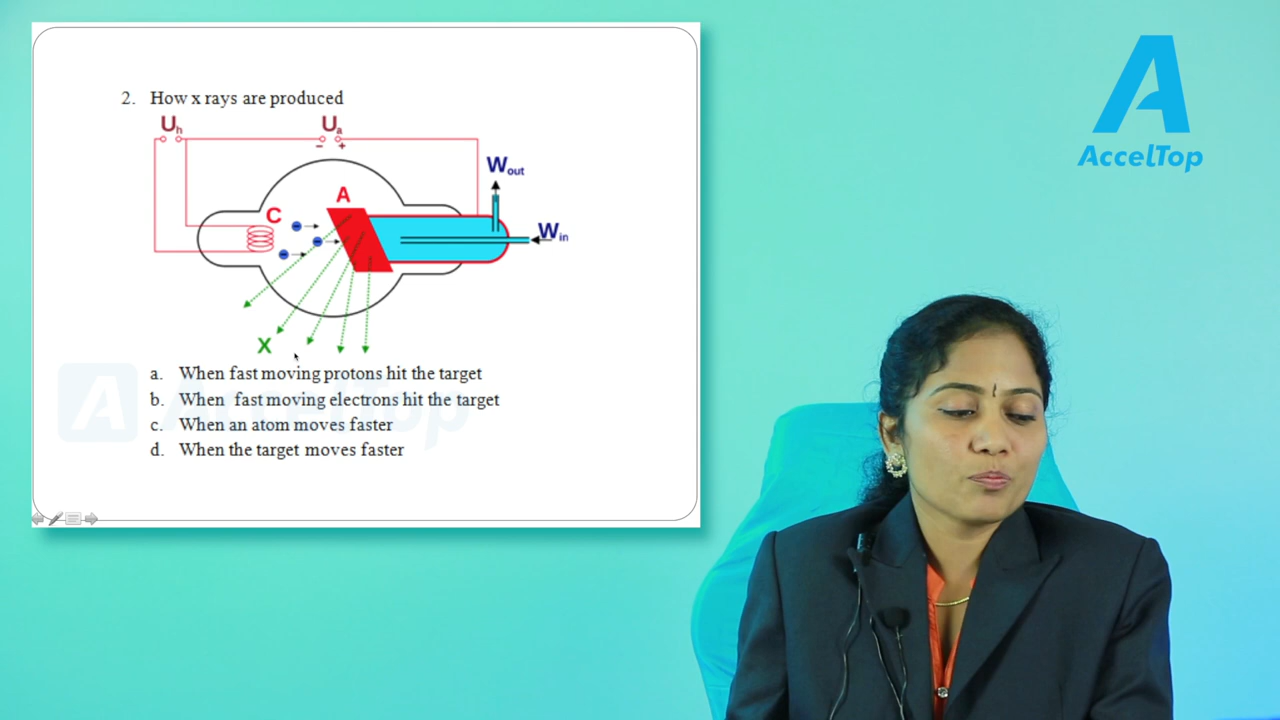 2. How x rays are produced
Uh
Ua
− +
Wout
A
C
Win
X
a. When fast moving protons hit the target
b. When fast moving electrons hit the target
c. When an atom moves faster
d. When the target moves faster
A AccelTop
AccelTop